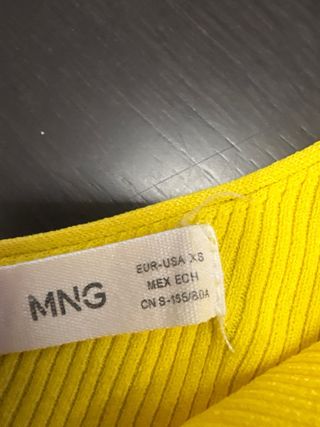 MNG
EUR-USA XS
MEX ECH
CN S-155/80A